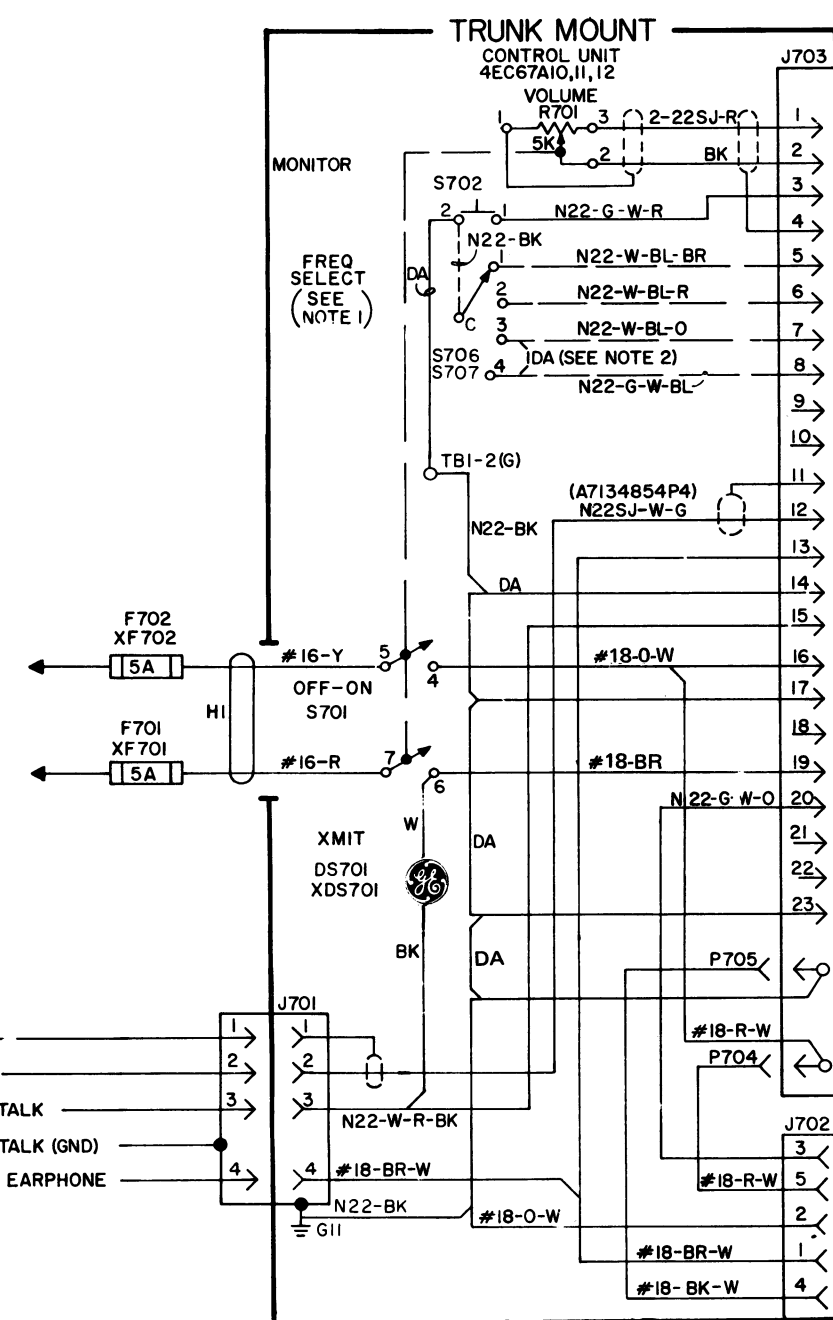 TRUNK MOUNT
CONTROL UNIT
4EC67A10,11,12
J703
VOLUME
R701
1
3
2-22SJ-R
1
5K
2
BK
2
MONITOR
S702
3
2
1
N22-G-W-R
4
N22-BK
FREQ
SELECT
(SEE
NOTE 1)
DA
1
N22-W-BL-BR
5
2
N22-W-BL-R
6
C
3
N22-W-BL-O
7
S706
S707
DA (SEE NOTE 2)
4
N22-G-W-BL
8
9
10
TB1-2(G)
11
(A7134854P4)
N22SJ-W-G
12
N22-BK
13
DA
14
F702
XF702
15
5A
#16-Y
5
4
#18-O-W
16
OFF-ON
S701
H1
17
F701
XF701
18
5A
#16-R
7
6
#18-BR
19
N22-G-W-O
20
W
XMIT
DS701
XDS701
GE
DA
21
22
23
BK
DA
P705
J701
1
1
#18-R-W
2
2
P704
TALK
3
3
N22-W-R-BK
J702
TALK (GND)
3
EARPHONE
4
4
#18-BR-W
#18-R-W
5
N22-BK
G11
#18-O-W
2
#18-BR-W
1
#18-BK-W
4